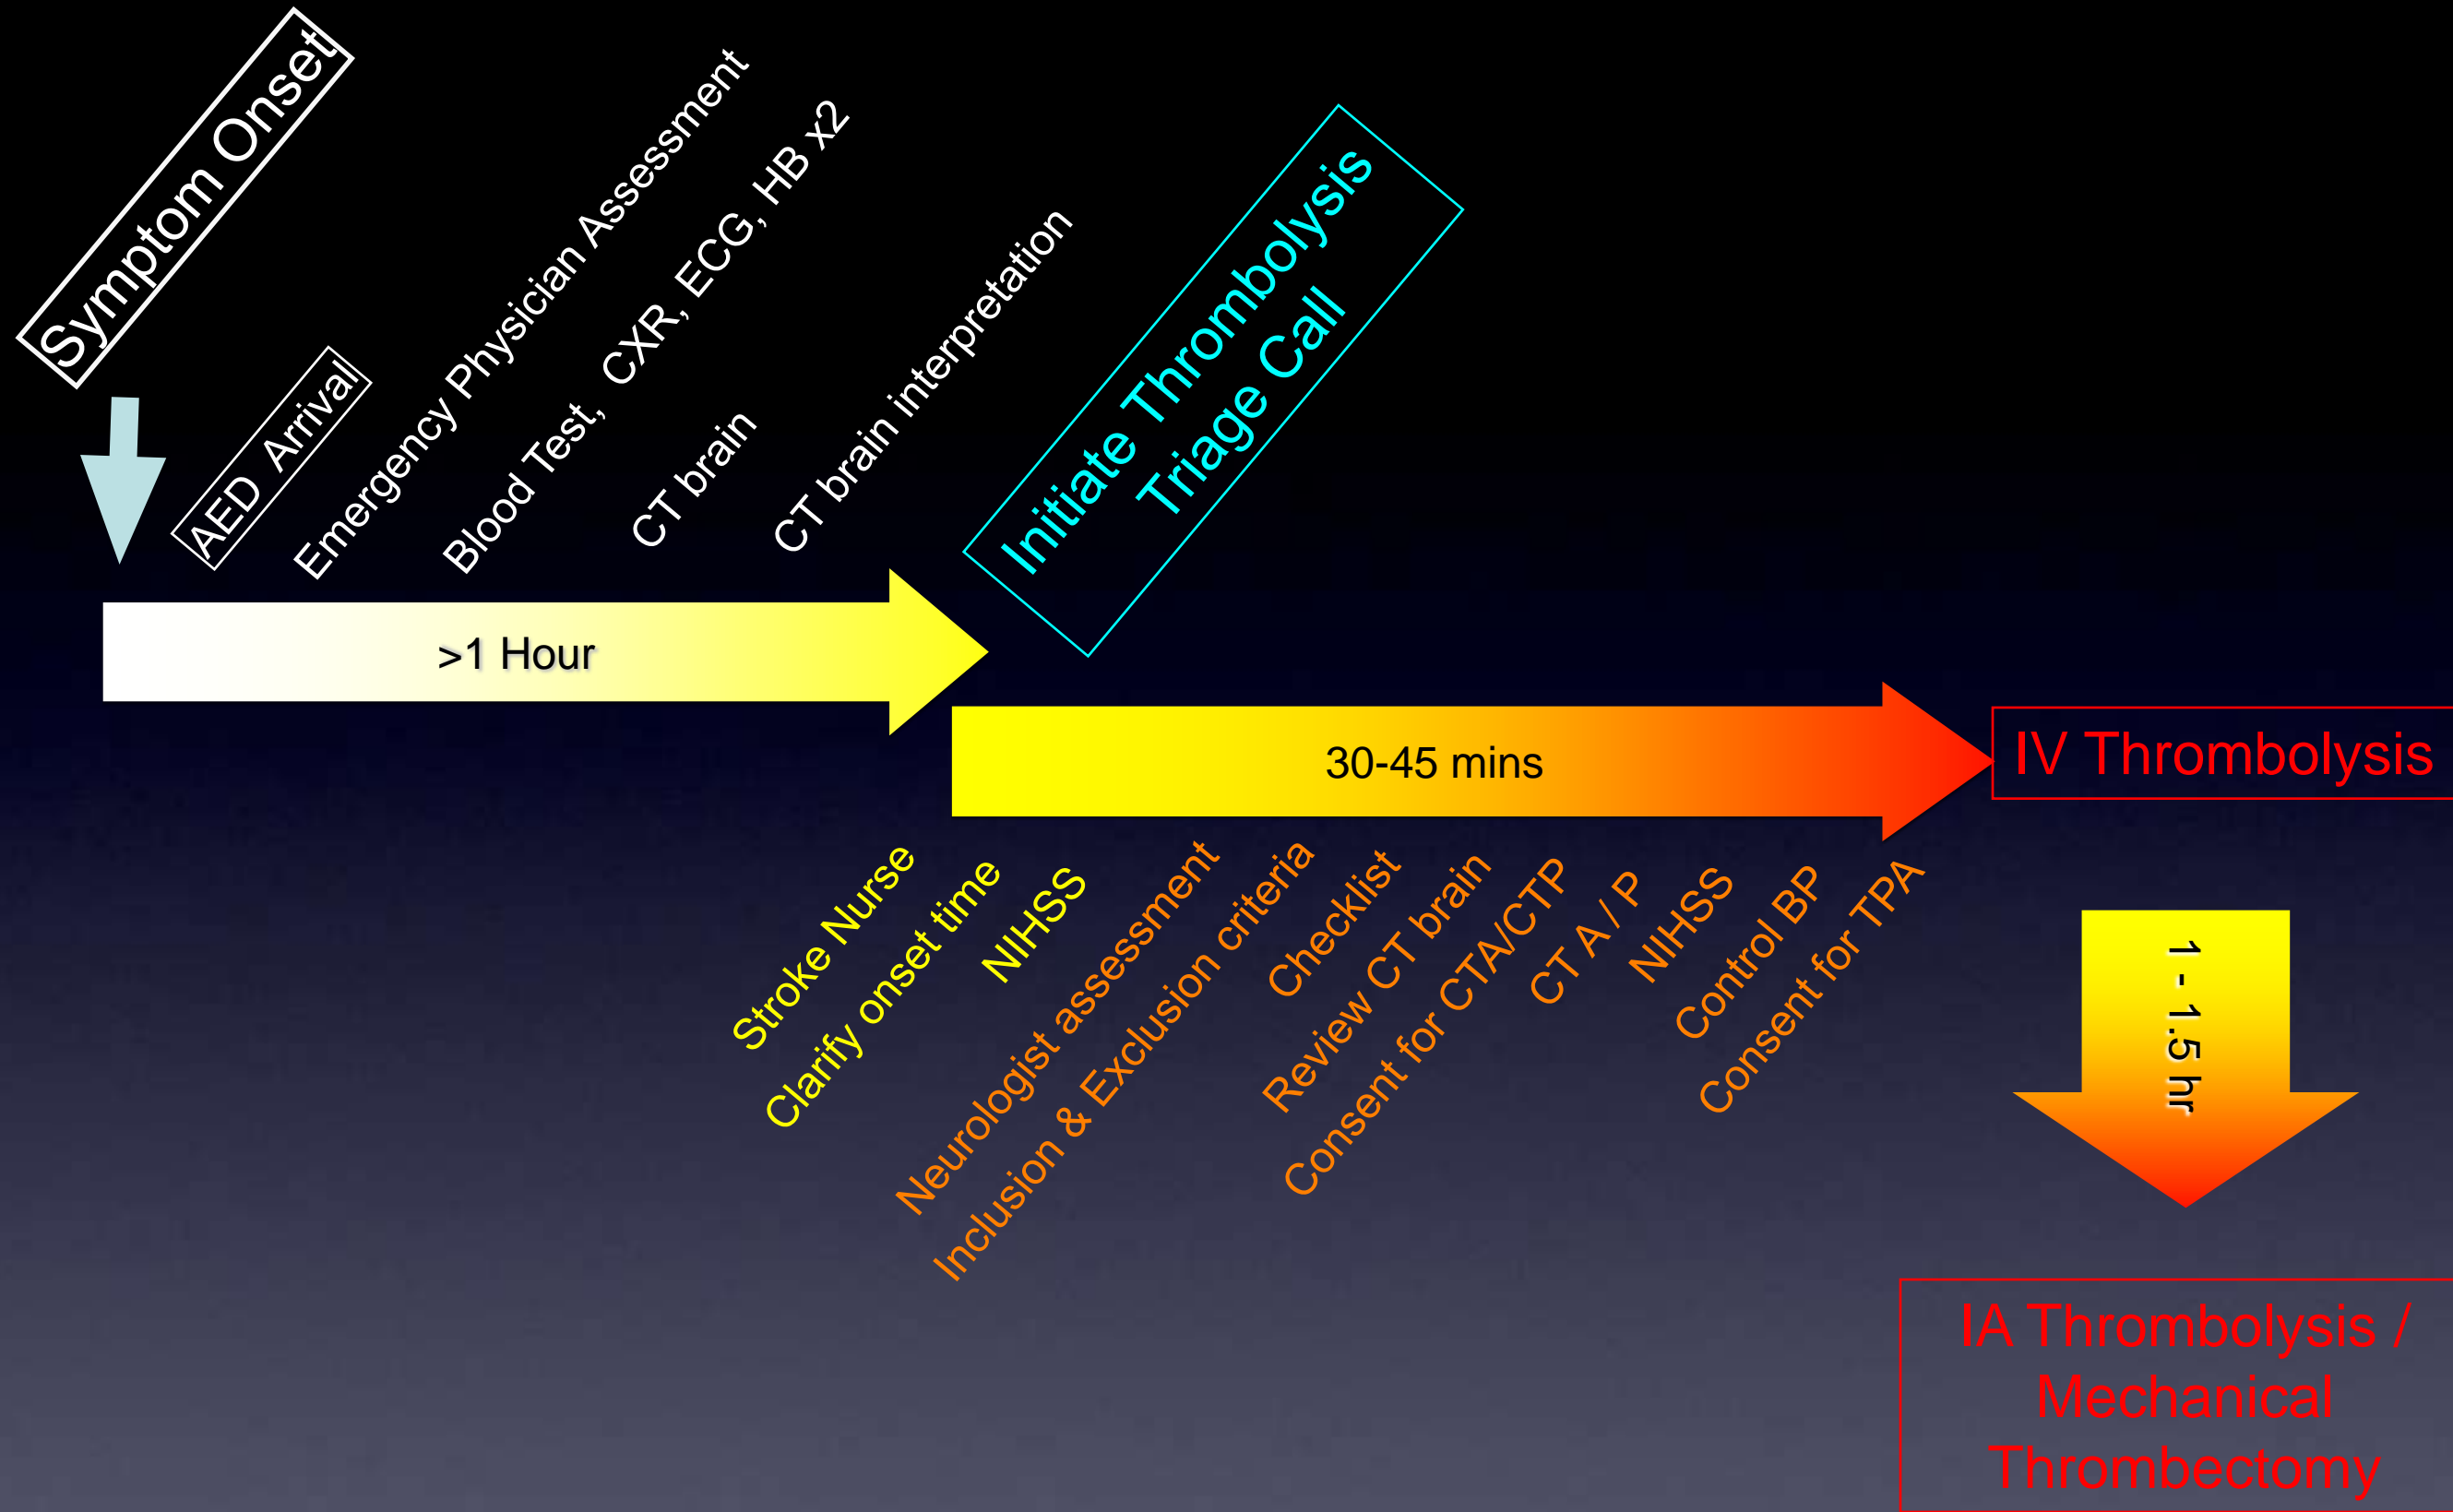 Symptom Onset
AED Arrival
Emergency Physician Assessment
Blood Test, CXR, ECG, HB x2
CT brain
CT brain interpretation
Initiate Thrombolysis
Triage Call
>1 Hour
30-45 mins
IV Thrombolysis
Stroke Nurse
Clarify onset time
NIHSS
Neurologist assessment
Inclusion & Exclusion criteria
Checklist
Review CT brain
Consent for CTA/CTP
CT A / P
NIHSS
Control BP
Consent for TPA
1 - 1.5 hr
IA Thrombolysis /
Mechanical
Thrombectomy